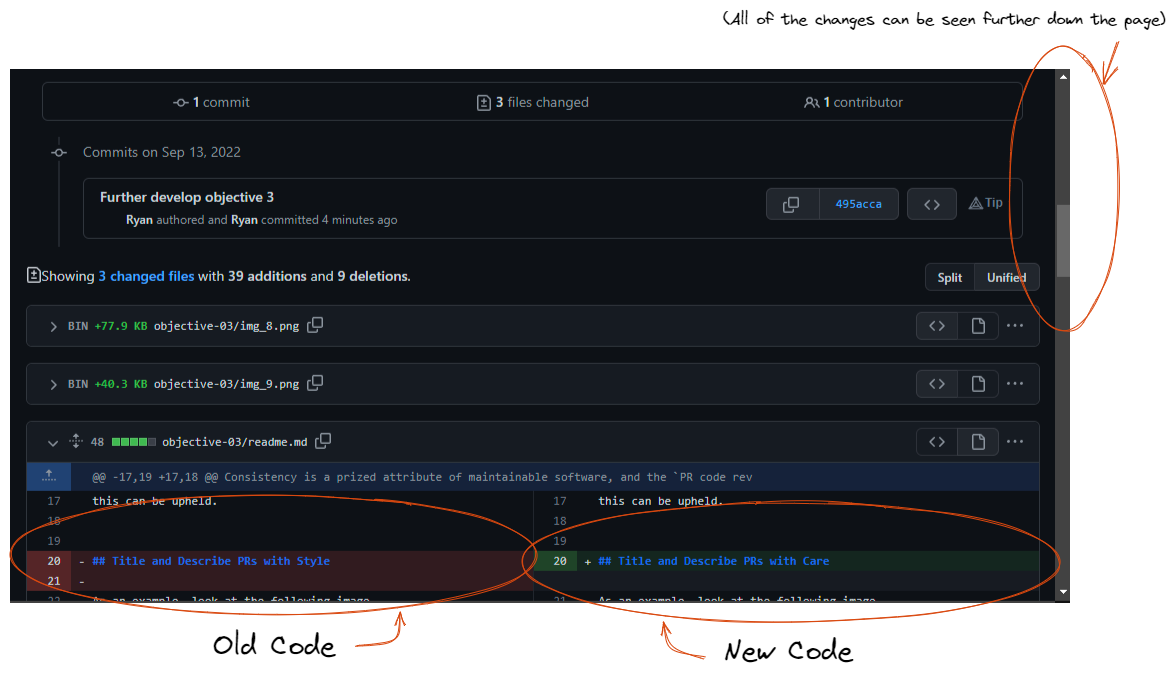 (All of the changes can be seen further down the page)
1 commit 3 files changed 1 contributor
Commits on Sep 13, 2022
Further develop objective 3
Ryan authored and Ryan committed 4 minutes ago
495acca
Tip
Showing 3 changed files with 39 additions and 9 deletions.
Split Unified
BIN +77.9 KB objective-03/img_8.png
BIN +40.3 KB objective-03/img_9.png
48 objective-03/readme.md
@@ -17,19 +17,18 @@ Consistency is a prized attribute of maintainable software, and the `PR code rev
17 this can be upheld. 17 this can be upheld.
18 18
19 19
20 - ## Title and Describe PRs with Style 20 + ## Title and Describe PRs with Care
21 -
22 As an example, look at the following image 21 As an example, look at the following image
Old Code New Code